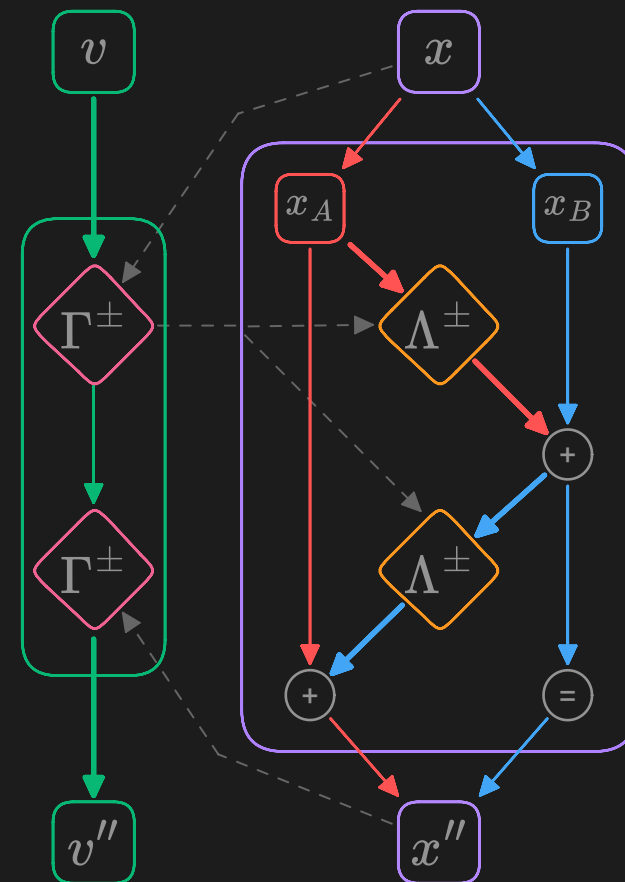 v x
x_A x_B
Γ^± Λ^±
+
Γ^± Λ^±
+ =
v'' x''